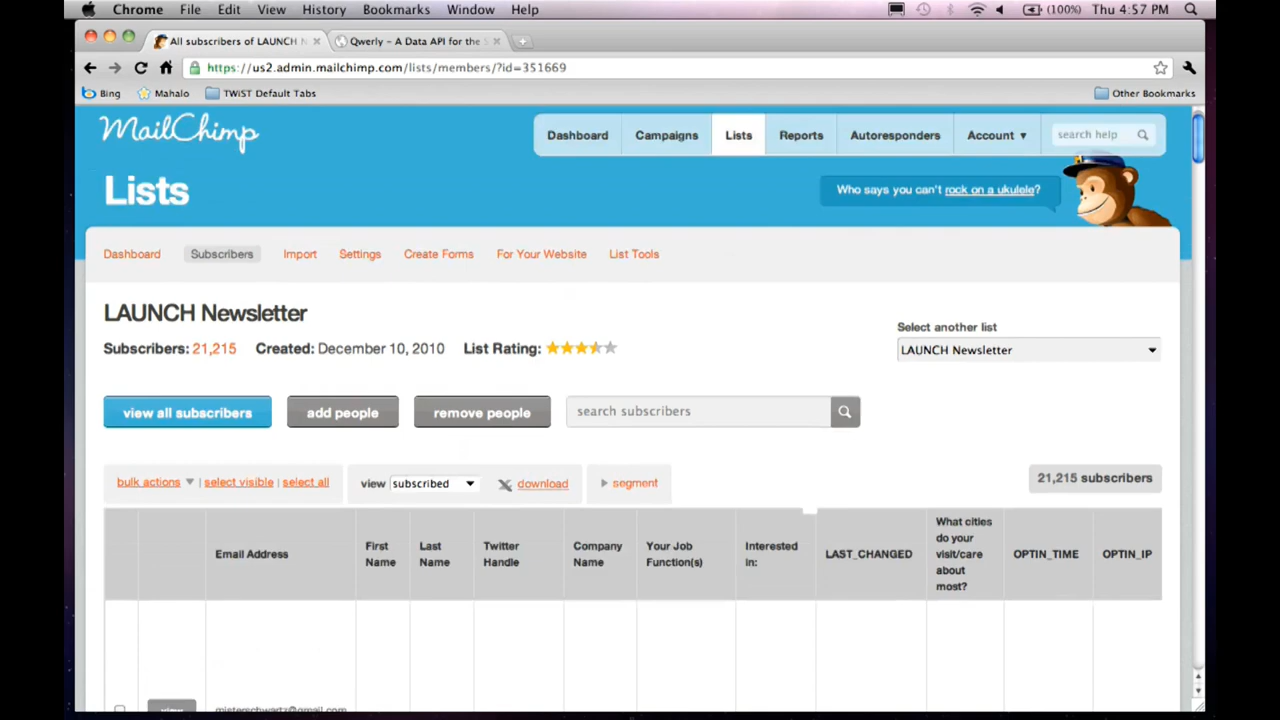 Chrome File Edit View History Bookmarks Window Help (100%) Thu 4:57 PM
All subscribers of LAUNCH N Qwerly – A Data API for the S
https://us2.admin.mailchimp.com/lists/members/?id=351669
Bing Mahalo TWiST Default Tabs Other Bookmarks
MailChimp Dashboard Campaigns Lists Reports Autoresponders Account ▼ search help
Lists
Who says you can't rock on a ukulele?
Dashboard Subscribers Import Settings Create Forms For Your Website List Tools
LAUNCH Newsletter
Select another list
Subscribers: 21,215 Created: December 10, 2010 List Rating:
LAUNCH Newsletter
view all subscribers add people remove people search subscribers
bulk actions ▼ | select visible | select all view subscribed download segment 21,215 subscribers
Email Address
First Name
Last Name
Twitter Handle
Company Name
Your Job Function(s)
Interested in:
LAST_CHANGED
What cities do your visit/care about most?
OPTIN_TIME
OPTIN_IP
view misterschwartz@gmail.com